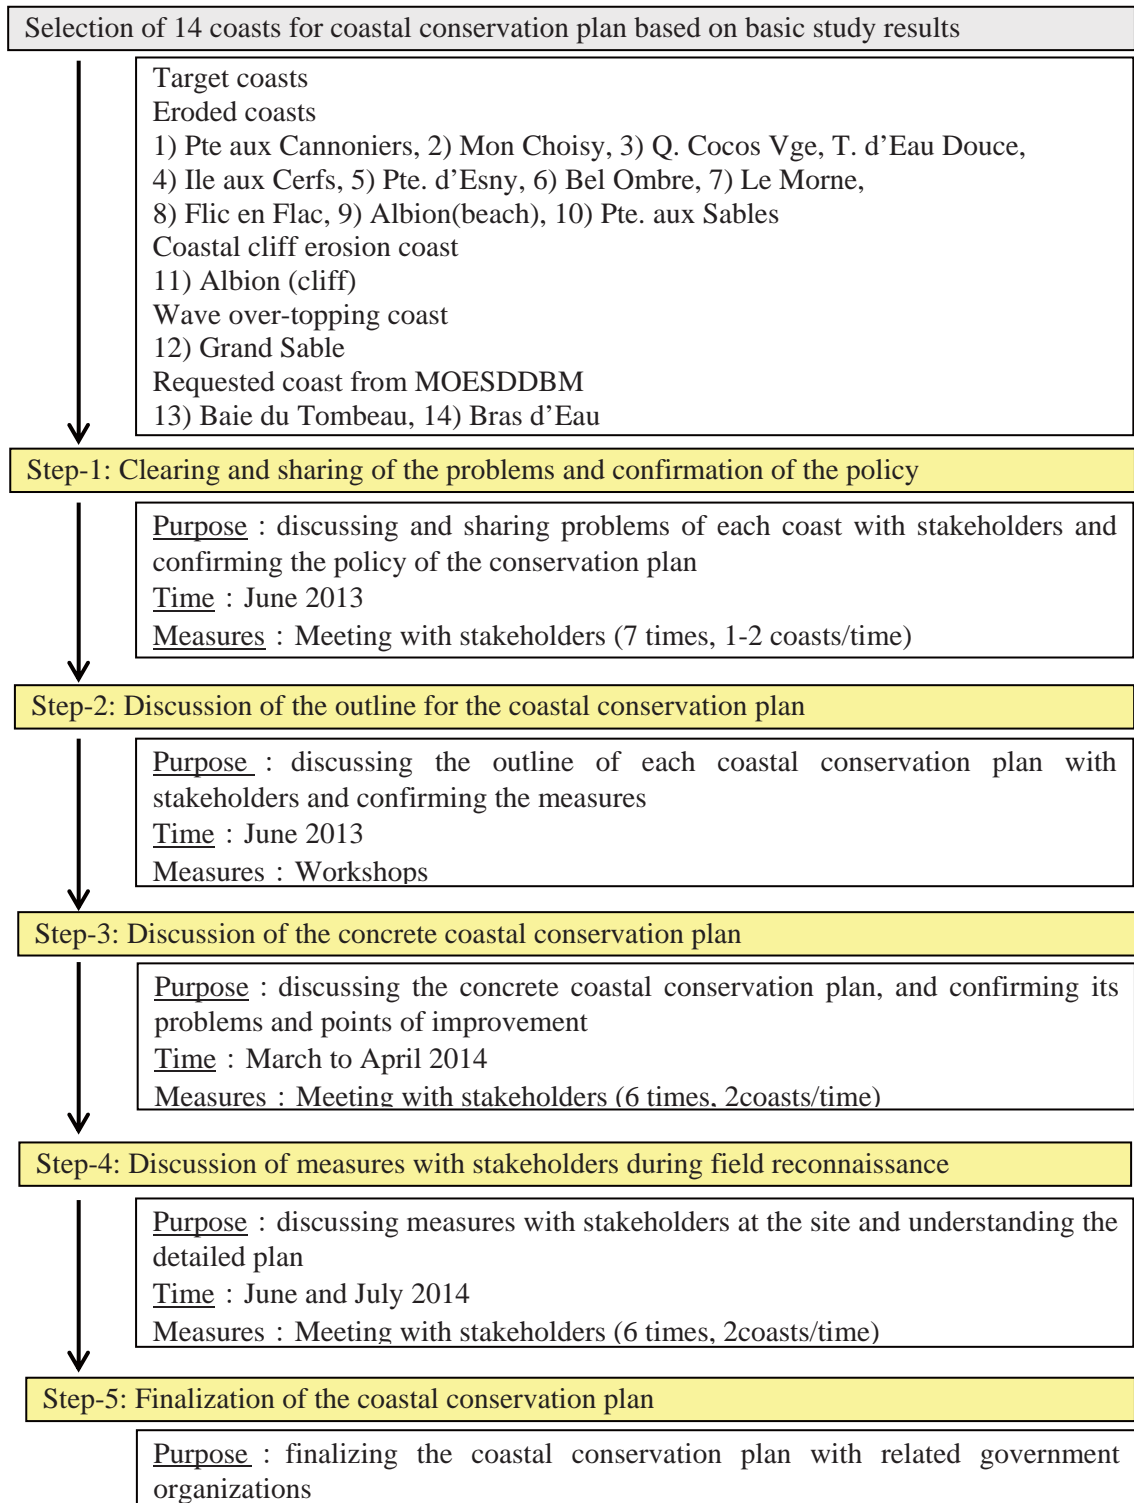 Selection of 14 coasts for coastal conservation plan based on basic study results
Target coasts
Eroded coasts
1) Pte aux Cannoniers, 2) Mon Choisy, 3) Q. Cocos Vge, T. d’Eau Douce,
4) Ile aux Cerfs, 5) Pte. d’Esny, 6) Bel Ombre, 7) Le Morne,
8) Flic en Flac, 9) Albion(beach), 10) Pte. aux Sables
Coastal cliff erosion coast
11) Albion (cliff)
Wave over-topping coast
12) Grand Sable
Requested coast from MOESDDBM
13) Baie du Tombeau, 14) Bras d’Eau
Step-1: Clearing and sharing of the problems and confirmation of the policy
Purpose : discussing and sharing problems of each coast with stakeholders and
confirming the policy of the conservation plan
Time : June 2013
Measures : Meeting with stakeholders (7 times, 1-2 coasts/time)
Step-2: Discussion of the outline for the coastal conservation plan
Purpose : discussing the outline of each coastal conservation plan with
stakeholders and confirming the measures
Time : June 2013
Measures : Workshops
Step-3: Discussion of the concrete coastal conservation plan
Purpose : discussing the concrete coastal conservation plan, and confirming its
problems and points of improvement
Time : March to April 2014
Measures : Meeting with stakeholders (6 times, 2coasts/time)
Step-4: Discussion of measures with stakeholders during field reconnaissance
Purpose : discussing measures with stakeholders at the site and understanding the
detailed plan
Time : June and July 2014
Measures : Meeting with stakeholders (6 times, 2coasts/time)
Step-5: Finalization of the coastal conservation plan
Purpose : finalizing the coastal conservation plan with related government
organizations